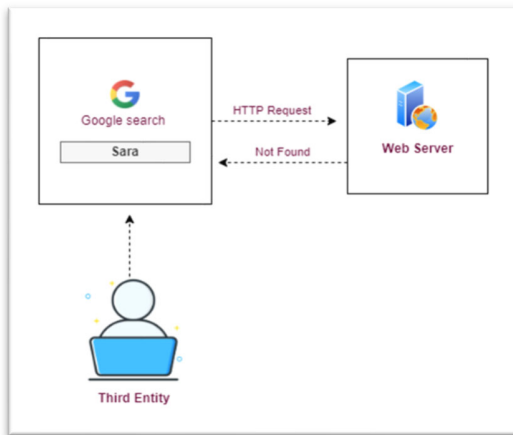 Google search
Sara
HTTP Request
Not Found
Web Server
Third Entity